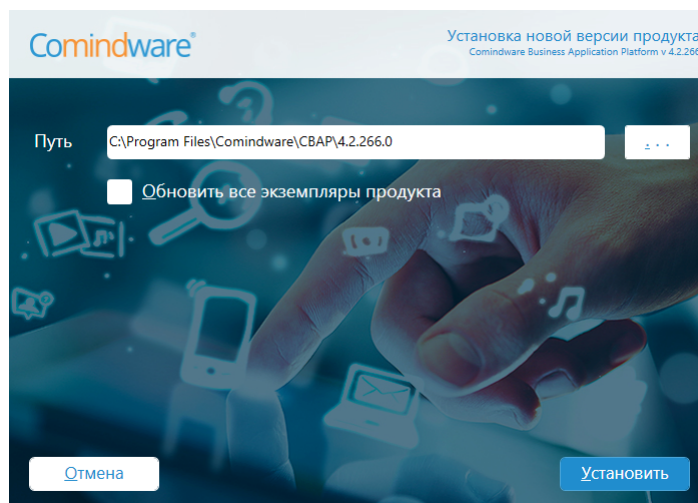 Comindware®
Установка новой версии продукта
Comindware Business Application Platform v 4.2.266
Путь
C:\Program Files\Comindware\CBAP\4.2.266.0
. . .
Обновить все экземпляры продукта
Отмена
Установить